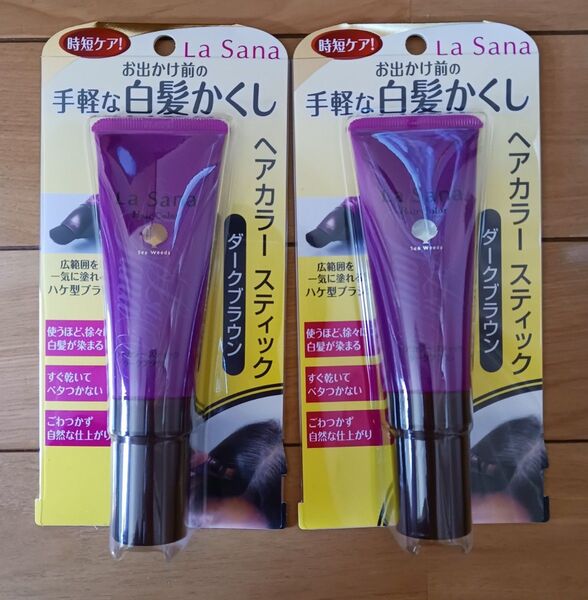 時短ケア!
La Sana
お出かけ前の
手軽な白髪かくし
ヘアカラー スティック
ダークブラウン
La Sana
Hair Color
Sea Weeds
広範囲を
一気に塗れ
ハケ型ブラ
使うほど、徐々に
白髪が染まる
すぐ乾いて
ベタつかない
ごわつかず
自然な仕上がり
時短ケア!
La Sana
お出かけ前の
手軽な白髪かくし
ヘアカラー スティック
ダークブラウン
La Sana
Hair Color
Sea Weeds
広範囲を
一気に塗れ
ハケ型ブラ
使うほど、徐々に
白髪が染まる
すぐ乾いて
ベタつかない
ごわつかず
自然な仕上がり